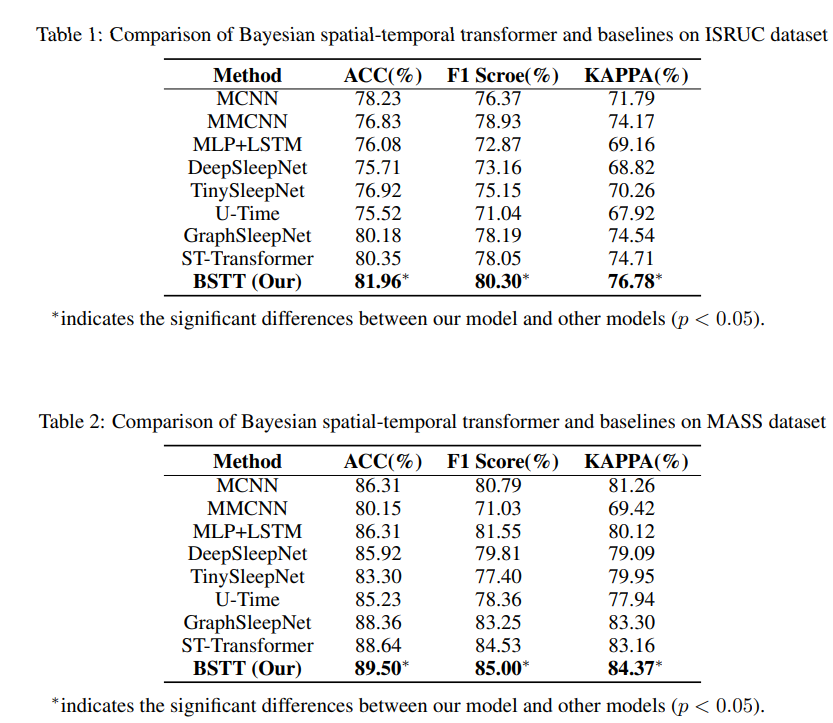 Table 1: Comparison of Bayesian spatial-temporal transformer and baselines on ISRUC dataset
Method ACC(%) F1 Scroe(%) KAPPA(%)
MCNN 78.23 76.37 71.79
MMCNN 76.83 78.93 74.17
MLP+LSTM 76.08 72.87 69.16
DeepSleepNet 75.71 73.16 68.82
TinySleepNet 76.92 75.15 70.26
U-Time 75.52 71.04 67.92
GraphSleepNet 80.18 78.19 74.54
ST-Transformer 80.35 78.05 74.71
BSTT (Our) 81.96* 80.30* 76.78*
*indicates the significant differences between our model and other models (p < 0.05).
Table 2: Comparison of Bayesian spatial-temporal transformer and baselines on MASS dataset
Method ACC(%) F1 Score(%) KAPPA(%)
MCNN 86.31 80.79 81.26
MMCNN 80.15 71.03 69.42
MLP+LSTM 86.31 81.55 80.12
DeepSleepNet 85.92 79.81 79.09
TinySleepNet 83.30 77.40 79.95
U-Time 85.23 78.36 77.94
GraphSleepNet 88.36 83.25 83.30
ST-Transformer 88.64 84.53 83.16
BSTT (Our) 89.50* 85.00* 84.37*
*indicates the significant differences between our model and other models (p < 0.05).